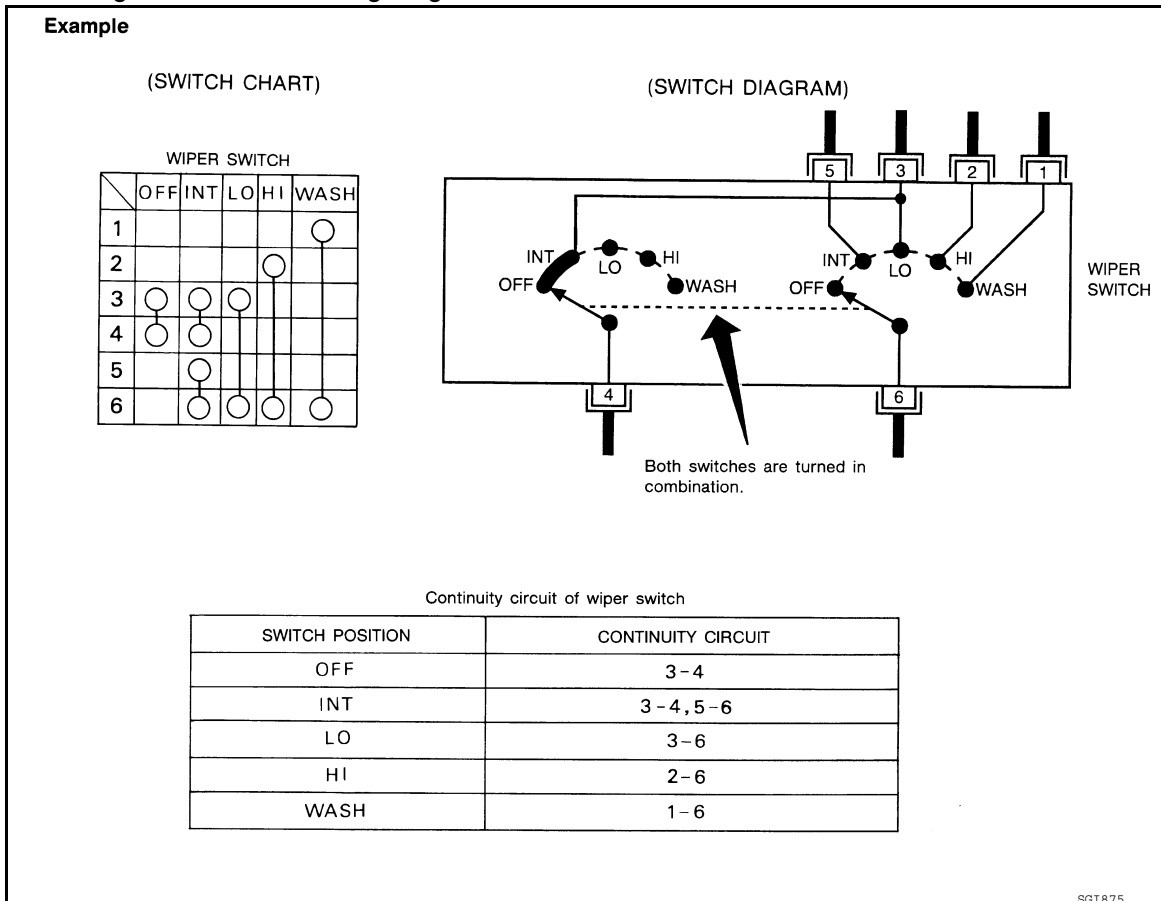 Example
(SWITCH CHART)
WIPER SWITCH
OFF INT LO HI WASH
1
2
3
4
5
6
(SWITCH DIAGRAM)
5 3 2 1
INT LO HI
OFF WASH
INT LO HI
OFF WASH
WIPER
SWITCH
4 6
Both switches are turned in
combination.
Continuity circuit of wiper switch
SWITCH POSITION CONTINUITY CIRCUIT
OFF 3-4
INT 3-4,5-6
LO 3-6
HI 2-6
WASH 1-6